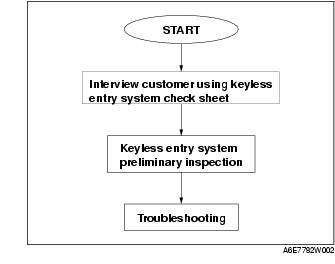 START
Interview customer using keyless
entry system check sheet
Keyless entry system
preliminary inspection
Troubleshooting
A6E7782W002